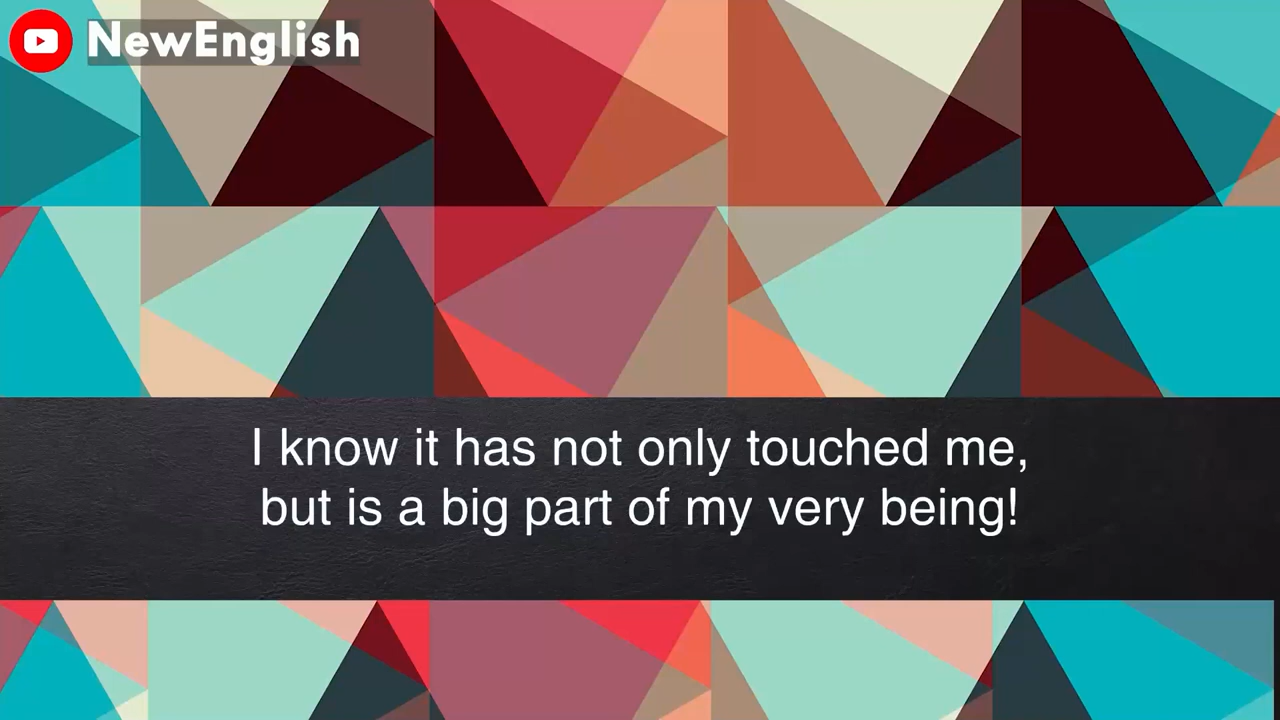 NewEnglish
I know it has not only touched me,
but is a big part of my very being!